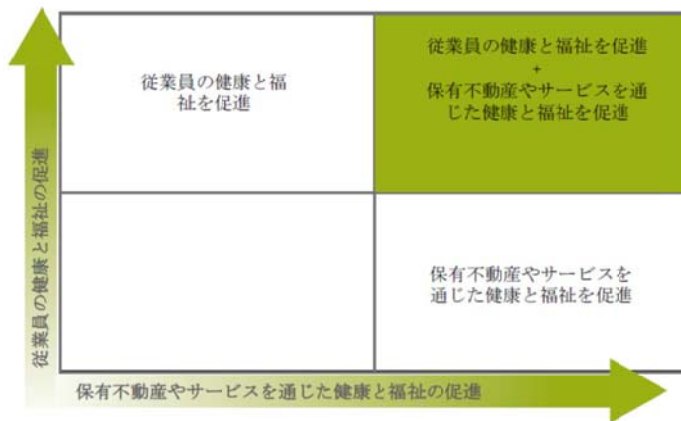 従業員の健康と福祉の促進
従業員の健康と福
祉を促進
従業員の健康と福祉を促進
+
保有不動産やサービスを通
じた健康と福祉を促進
保有不動産やサービスを
通じた健康と福祉を促進
保有不動産やサービスを通じた健康と福祉の促進